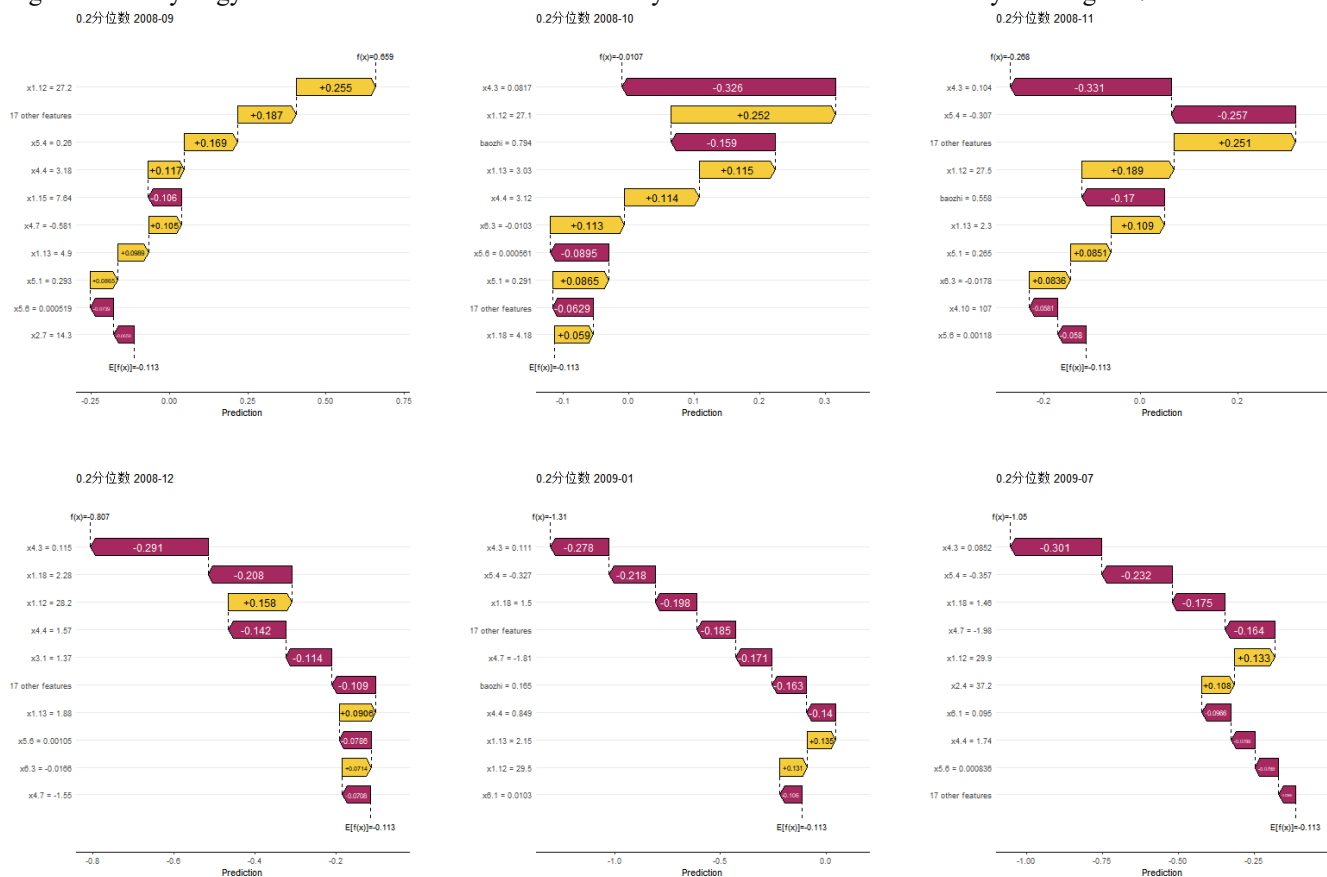 0.2分位数 2008-09
f(x)=0.659
x1.12 = 27.2
+0.255
17 other features
+0.187
x5.4 = 0.26
+0.169
x4.4 = 3.18
+0.117
x1.15 = 7.64
-0.106
x4.7 = -0.581
+0.105
x1.13 = 4.9
+0.0989
x5.1 = 0.293
x5.6 = 0.000519
x2.7 = 14.3
E[f(x)]=-0.113
-0.25 0.00 0.25 0.50 0.75
Prediction
0.2分位数 2008-10
f(x)=-0.0107
x4.3 = 0.0817
-0.326
x1.12 = 27.1
+0.252
baozhi = 0.794
-0.159
x1.13 = 3.03
+0.115
x4.4 = 3.12
+0.114
x6.3 = -0.0103
+0.113
x5.6 = 0.000561
-0.0895
x5.1 = 0.291
+0.0865
17 other features
-0.0629
x1.18 = 4.18
+0.059
E[f(x)]=-0.113
-0.1 0.0 0.1 0.2 0.3
Prediction
0.2分位数 2008-11
f(x)=-0.268
x4.3 = 0.104
-0.331
x5.4 = -0.307
-0.257
17 other features
+0.251
x1.12 = 27.5
+0.189
baozhi = 0.558
-0.17
x1.13 = 2.3
+0.109
x5.1 = 0.265
+0.0851
x6.3 = -0.0178
+0.0836
x4.10 = 107
-0.0581
x5.6 = 0.00118
-0.058
E[f(x)]=-0.113
-0.2 0.0 0.2
Prediction
0.2分位数 2008-12
f(x)=-0.807
x4.3 = 0.115
-0.291
x1.18 = 2.28
-0.208
x1.12 = 28.2
+0.158
x4.4 = 1.57
-0.142
x3.1 = 1.37
-0.114
17 other features
-0.109
x1.13 = 1.88
+0.0906
x5.6 = 0.00105
-0.0786
x6.3 = -0.0166
+0.0714
x4.7 = -1.55
-0.0708
E[f(x)]=-0.113
-0.8 -0.6 -0.4 -0.2
Prediction
0.2分位数 2009-01
f(x)=-1.31
x4.3 = 0.111
-0.278
x5.4 = -0.327
-0.218
x1.18 = 1.5
-0.198
17 other features
-0.185
x4.7 = -1.81
-0.171
baozhi = 0.165
-0.163
x4.4 = 0.849
-0.14
x1.13 = 2.15
+0.135
x1.12 = 29.5
+0.131
x6.1 = 0.0103
-0.106
E[f(x)]=-0.113
-1.0 -0.5 0.0
Prediction
0.2分位数 2009-07
f(x)=-1.05
x4.3 = 0.0852
-0.301
x5.4 = -0.357
-0.232
x1.18 = 1.46
-0.175
x4.7 = -1.98
-0.164
x1.12 = 29.9
+0.133
x2.4 = 37.2
+0.108
x6.1 = 0.095
-0.0966
x4.4 = 1.74
x5.6 = 0.000836
17 other features
E[f(x)]=-0.113
-1.00 -0.75 -0.50 -0.25
Prediction